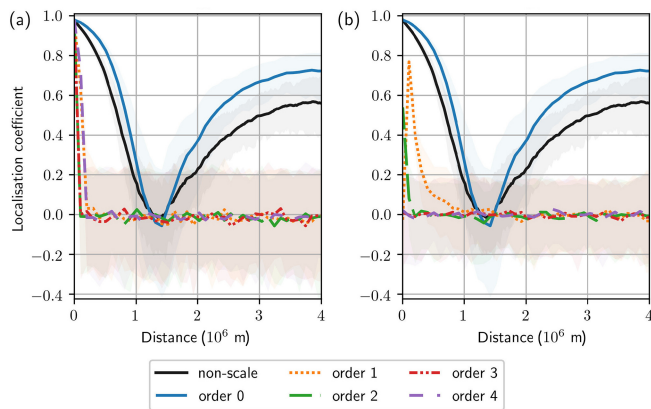 (a)
(b)
Localisation coefficient
1.0
0.8
0.6
0.4
0.2
0.0
−0.2
−0.4
0 1 2 3 4
Distance (10⁶ m)
1.0
0.8
0.6
0.4
0.2
0.0
−0.2
−0.4
0 1 2 3 4
Distance (10⁶ m)
non-scale order 1 order 3
order 0 order 2 order 4